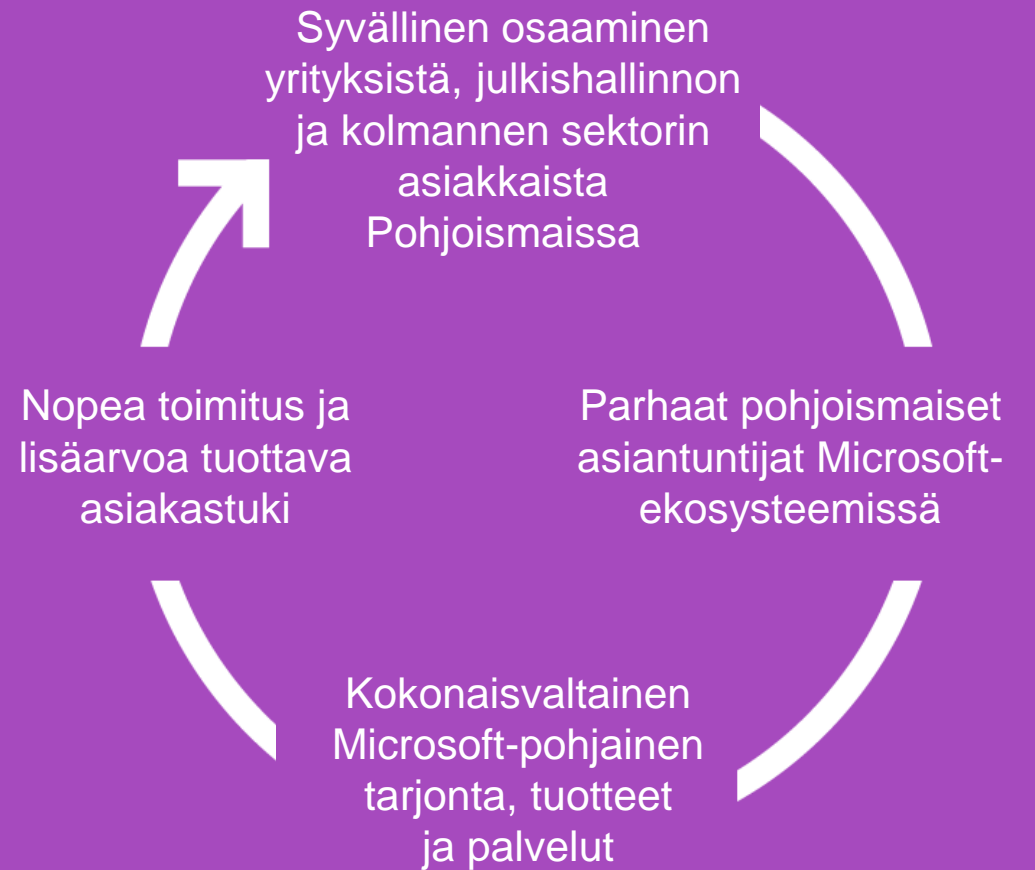 Syvällinen osaaminen
yrityksistä, julkishallinnon
ja kolmannen sektorin
asiakkaista
Pohjoismaissa
Parhaat pohjoismaiset
asiantuntijat Microsoft-
ekosysteemissä
Kokonaisvaltainen
Microsoft-pohjainen
tarjonta, tuotteet
ja palvelut
Nopea toimitus ja
lisäarvoa tuottava
asiakastuki